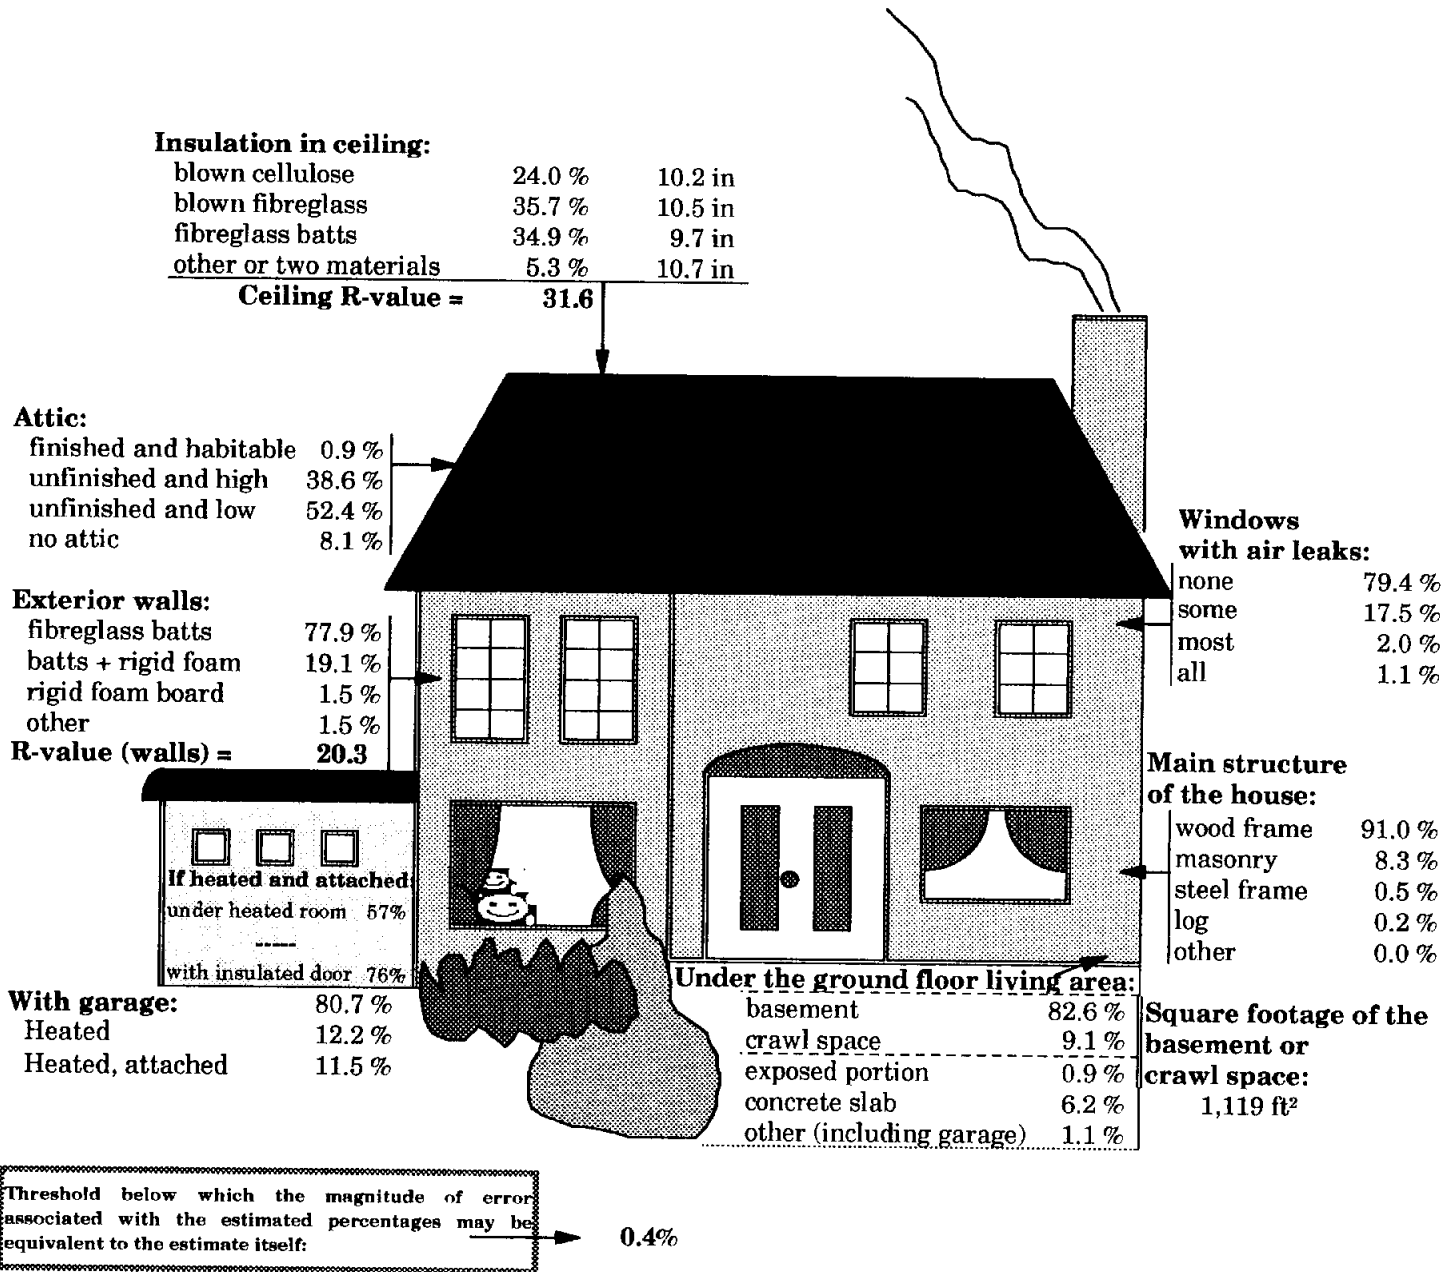 Insulation in ceiling:
blown cellulose 24.0 % 10.2 in
blown fibreglass 35.7 % 10.5 in
fibreglass batts 34.9 % 9.7 in
other or two materials 5.3 % 10.7 in
Ceiling R-value = 31.6
Attic:
finished and habitable 0.9 %
unfinished and high 38.6 %
unfinished and low 52.4 %
no attic 8.1 %
Windows
with air leaks:
none 79.4 %
some 17.5 %
most 2.0 %
all 1.1 %
Exterior walls:
fibreglass batts 77.9 %
batts + rigid foam 19.1 %
rigid foam board 1.5 %
other 1.5 %
R-value (walls) = 20.3
Main structure
of the house:
wood frame 91.0 %
masonry 8.3 %
steel frame 0.5 %
log 0.2 %
other 0.0 %
If heated and attached:
under heated room 57%
-----
with insulated door 76%
With garage: 80.7 %
Heated 12.2 %
Heated, attached 11.5 %
Under the ground floor living area:
basement 82.6 %
crawl space 9.1 %
exposed portion 0.9 %
concrete slab 6.2 %
other (including garage) 1.1 %
Square footage of the
basement or
crawl space:
1,119 ft²
Threshold below which the magnitude of error
associated with the estimated percentages may be
equivalent to the estimate itself:
0.4%